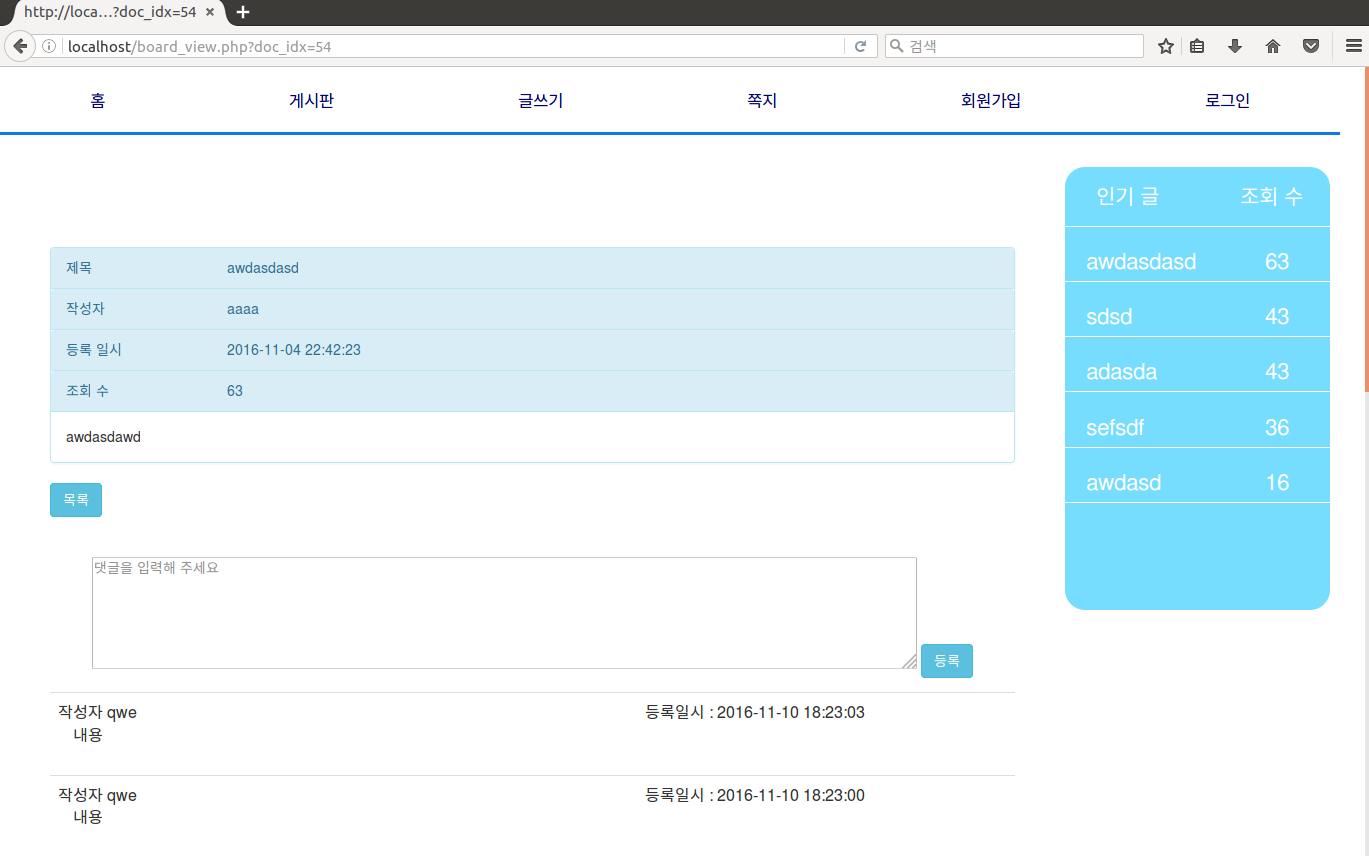 http://loca...?doc_idx=54
localhost/board_view.php?doc_idx=54 검색
홈 게시판 글쓰기 쪽지 회원가입 로그인
인기 글 조회 수
awdasdasd 63
sdsd 43
adasda 43
sefsdf 36
awdasd 16
제목 awdasdasd
작성자 aaaa
등록 일시 2016-11-04 22:42:23
조회 수 63
awdasdawd
목록
댓글을 입력해 주세요
등록
작성자 qwe 등록일시 : 2016-11-10 18:23:03
내용
작성자 qwe 등록일시 : 2016-11-10 18:23:00
내용